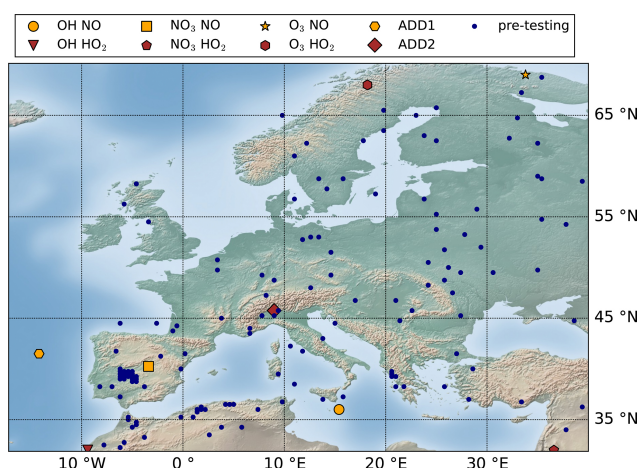 OH NO NO₃ NO O₃ NO ADD1 pre-testing
OH HO₂ NO₃ HO₂ O₃ HO₂ ADD2
65 °N
55 °N
45 °N
35 °N
10 °W 0 ° 10 °E 20 °E 30 °E